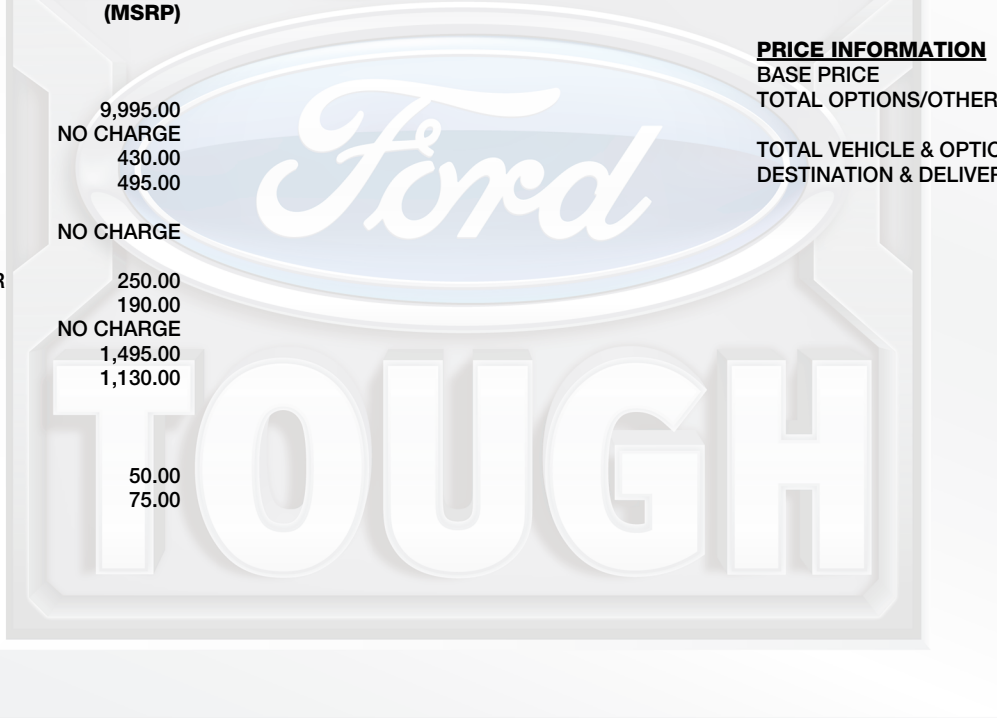 (MSRP)
9,995.00
NO CHARGE
430.00
495.00
NO CHARGE
R 250.00
190.00
NO CHARGE
1,495.00
1,130.00
50.00
75.00
PRICE INFORMATION
BASE PRICE
TOTAL OPTIONS/OTHER
TOTAL VEHICLE & OPTIO
DESTINATION & DELIVER
Ford
TOUGH